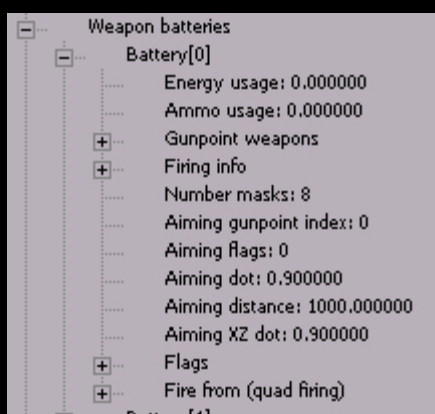 Weapon batteries
Battery[0]
Energy usage: 0.000000
Ammo usage: 0.000000
Gunpoint weapons
Firing info
Number masks: 8
Aiming gunpoint index: 0
Aiming flags: 0
Aiming dot: 0.900000
Aiming distance: 1000.000000
Aiming XZ dot: 0.900000
Flags
Fire from (quad firing)